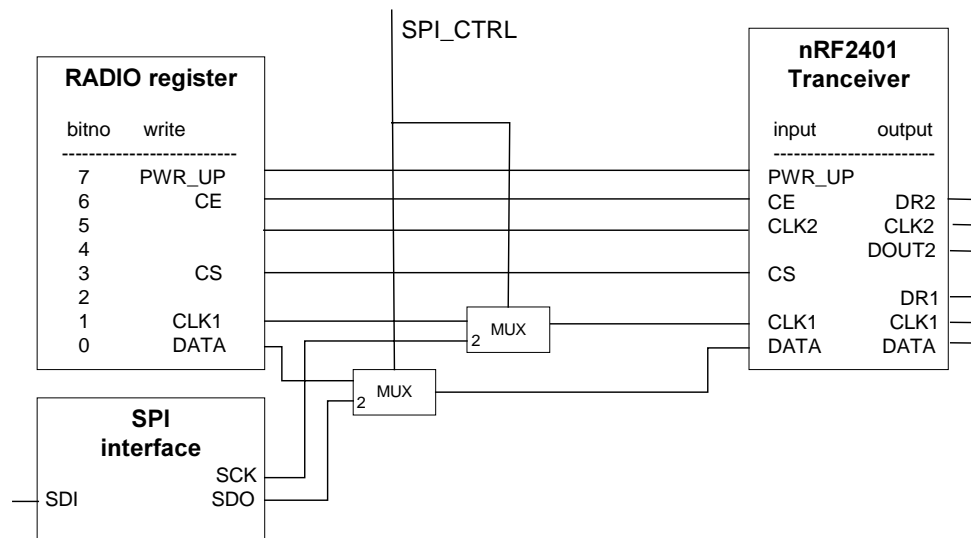 SPI_CTRL
RADIO register
bitno write
---------------------------
7 PWR_UP
6 CE
5
4
3 CS
2
1 CLK1
0 DATA
nRF2401
Tranceiver
input output
------------------------
PWR_UP
CE DR2
CLK2 CLK2
DOUT2
CS
DR1
CLK1 CLK1
DATA DATA
MUX
2
MUX
2
SPI
interface
SCK
SDI SDO